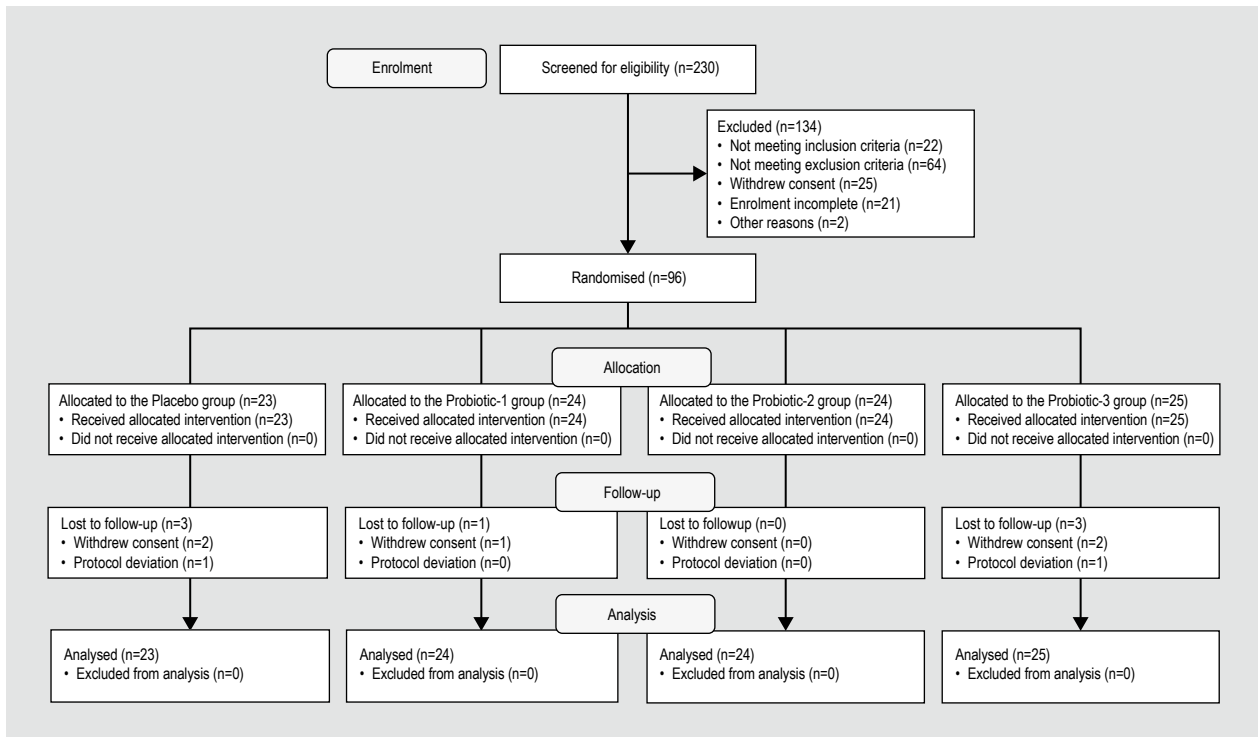 Enrolment
Screened for eligibility (n=230)
Excluded (n=134)
• Not meeting inclusion criteria (n=22)
• Not meeting exclusion criteria (n=64)
• Withdrew consent (n=25)
• Enrolment incomplete (n=21)
• Other reasons (n=2)
Randomised (n=96)
Allocation
Allocated to the Placebo group (n=23)
• Received allocated intervention (n=23)
• Did not receive allocated intervention (n=0)
Allocated to the Probiotic-1 group (n=24)
• Received allocated intervention (n=24)
• Did not receive allocated intervention (n=0)
Allocated to the Probiotic-2 group (n=24)
• Received allocated intervention (n=24)
• Did not receive allocated intervention (n=0)
Allocated to the Probiotic-3 group (n=25)
• Received allocated intervention (n=25)
• Did not receive allocated intervention (n=0)
Follow-up
Lost to follow-up (n=3)
• Withdrew consent (n=2)
• Protocol deviation (n=1)
Lost to follow-up (n=1)
• Withdrew consent (n=1)
• Protocol deviation (n=0)
Lost to followup (n=0)
• Withdrew consent (n=0)
• Protocol deviation (n=0)
Lost to follow-up (n=3)
• Withdrew consent (n=2)
• Protocol deviation (n=1)
Analysis
Analysed (n=23)
• Excluded from analysis (n=0)
Analysed (n=24)
• Excluded from analysis (n=0)
Analysed (n=24)
• Excluded from analysis (n=0)
Analysed (n=25)
• Excluded from analysis (n=0)